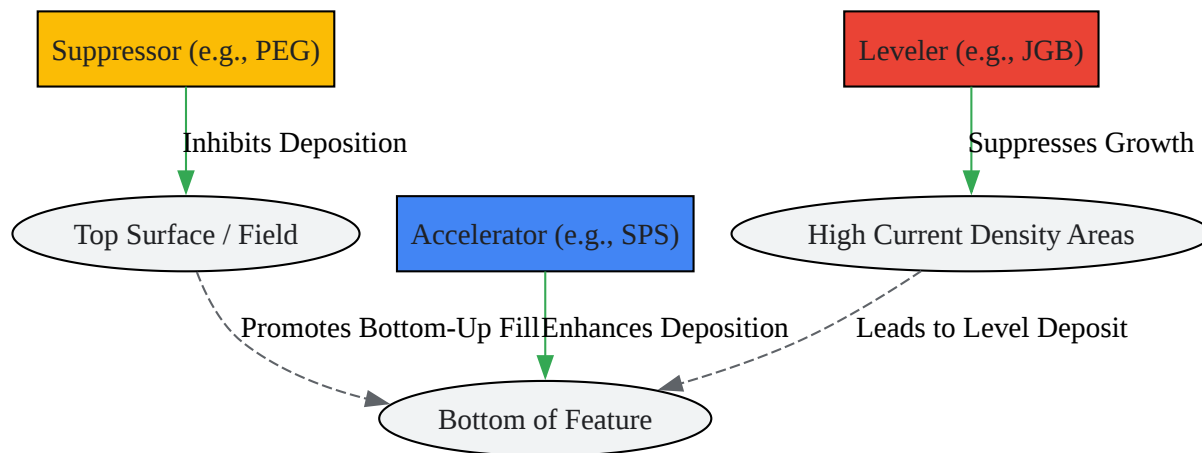 Suppressor (e.g., PEG)
Leveler (e.g., JGB)
Inhibits Deposition
Suppresses Growth
Top Surface / Field
Accelerator (e.g., SPS)
High Current Density Areas
Promotes Bottom-Up Fill
Enhances Deposition
Leads to Level Deposit
Bottom of Feature